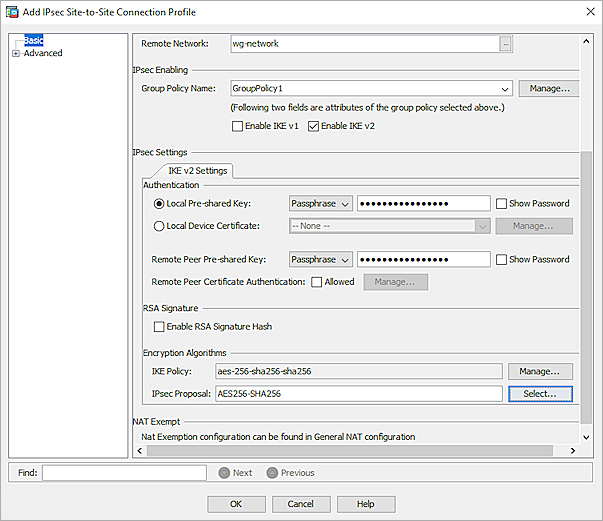 Add IPsec Site-to-Site Connection Profile
Basic
Advanced
Remote Network: wg-network ...
IPsec Enabling
Group Policy Name: GroupPolicy1 Manage...
(Following two fields are attributes of the group policy selected above.)
Enable IKE v1 Enable IKE v2
IPsec Settings
IKE v2 Settings
Authentication
Local Pre-shared Key: Passphrase •••••••••••••••• Show Password
Local Device Certificate: -- None -- Manage...
Remote Peer Pre-shared Key: Passphrase •••••••••••••••• Show Password
Remote Peer Certificate Authentication: Allowed Manage...
RSA Signature
Enable RSA Signature Hash
Encryption Algorithms
IKE Policy: aes-256-sha256-sha256 Manage...
IPsec Proposal: AES256-SHA256 Select...
NAT Exempt
Nat Exemption configuration can be found in General NAT configuration
Find: Next Previous
OK Cancel Help